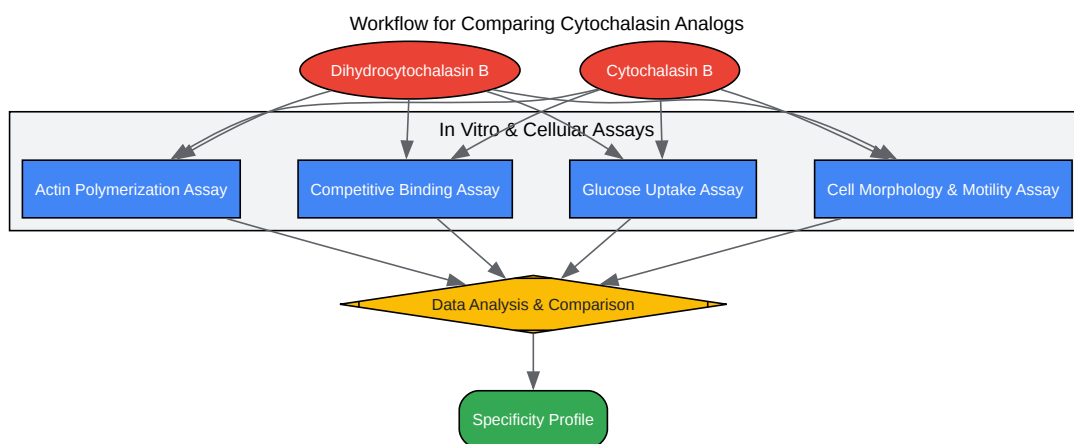 Workflow for Comparing Cytochalasin Analogs
Dihydrocytochalasin B
Cytochalasin B
In Vitro & Cellular Assays
Actin Polymerization Assay
Competitive Binding Assay
Glucose Uptake Assay
Cell Morphology & Motility Assay
Data Analysis & Comparison
Specificity Profile